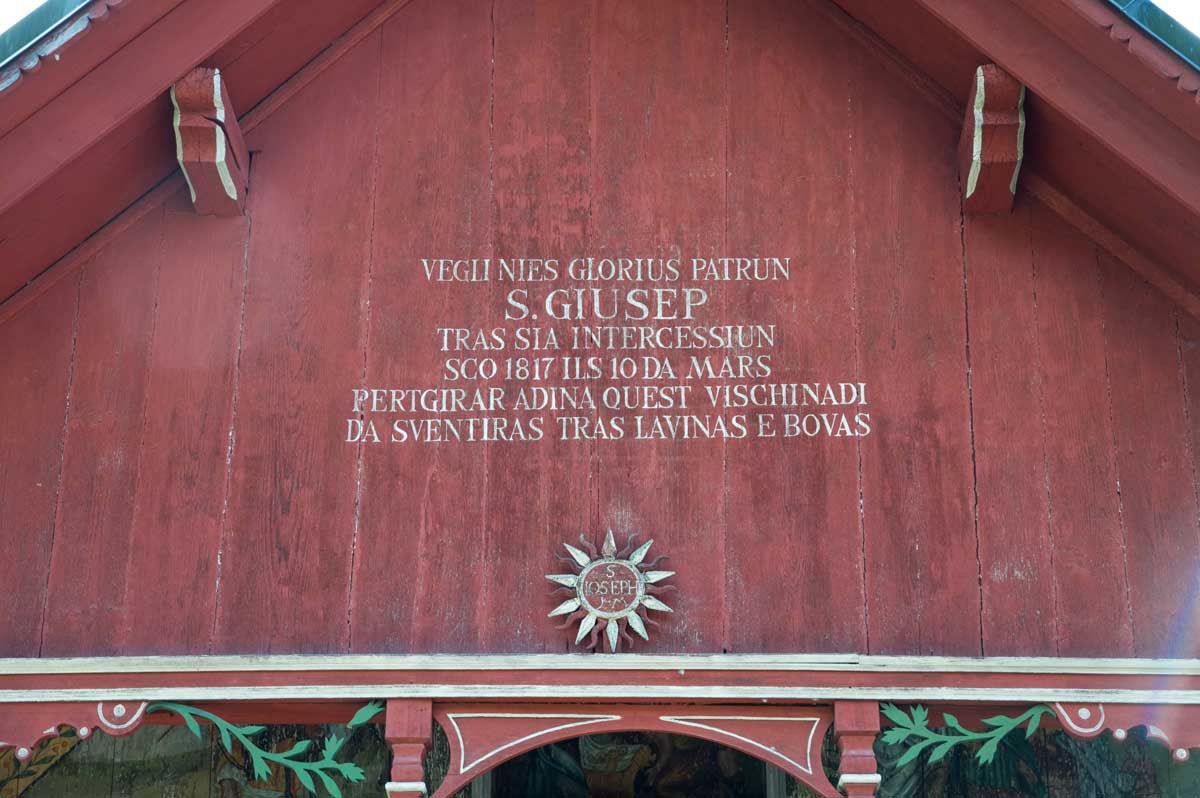 VEGLI NIES GLORIUS PATRUN
S. GIUSEP
TRAS SIA INTERCESSIUN
SCO 1817 ILS 10 DA MARS
PERTGIRAR ADINA QUEST VISCHINADI
DA SVENTIRAS TRAS LAVINAS E BOVAS
S
IOSEPH